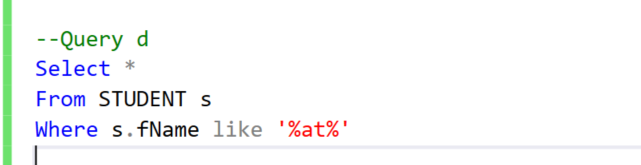 --Query d
Select *
From STUDENT s
Where s.fName like '%at%'